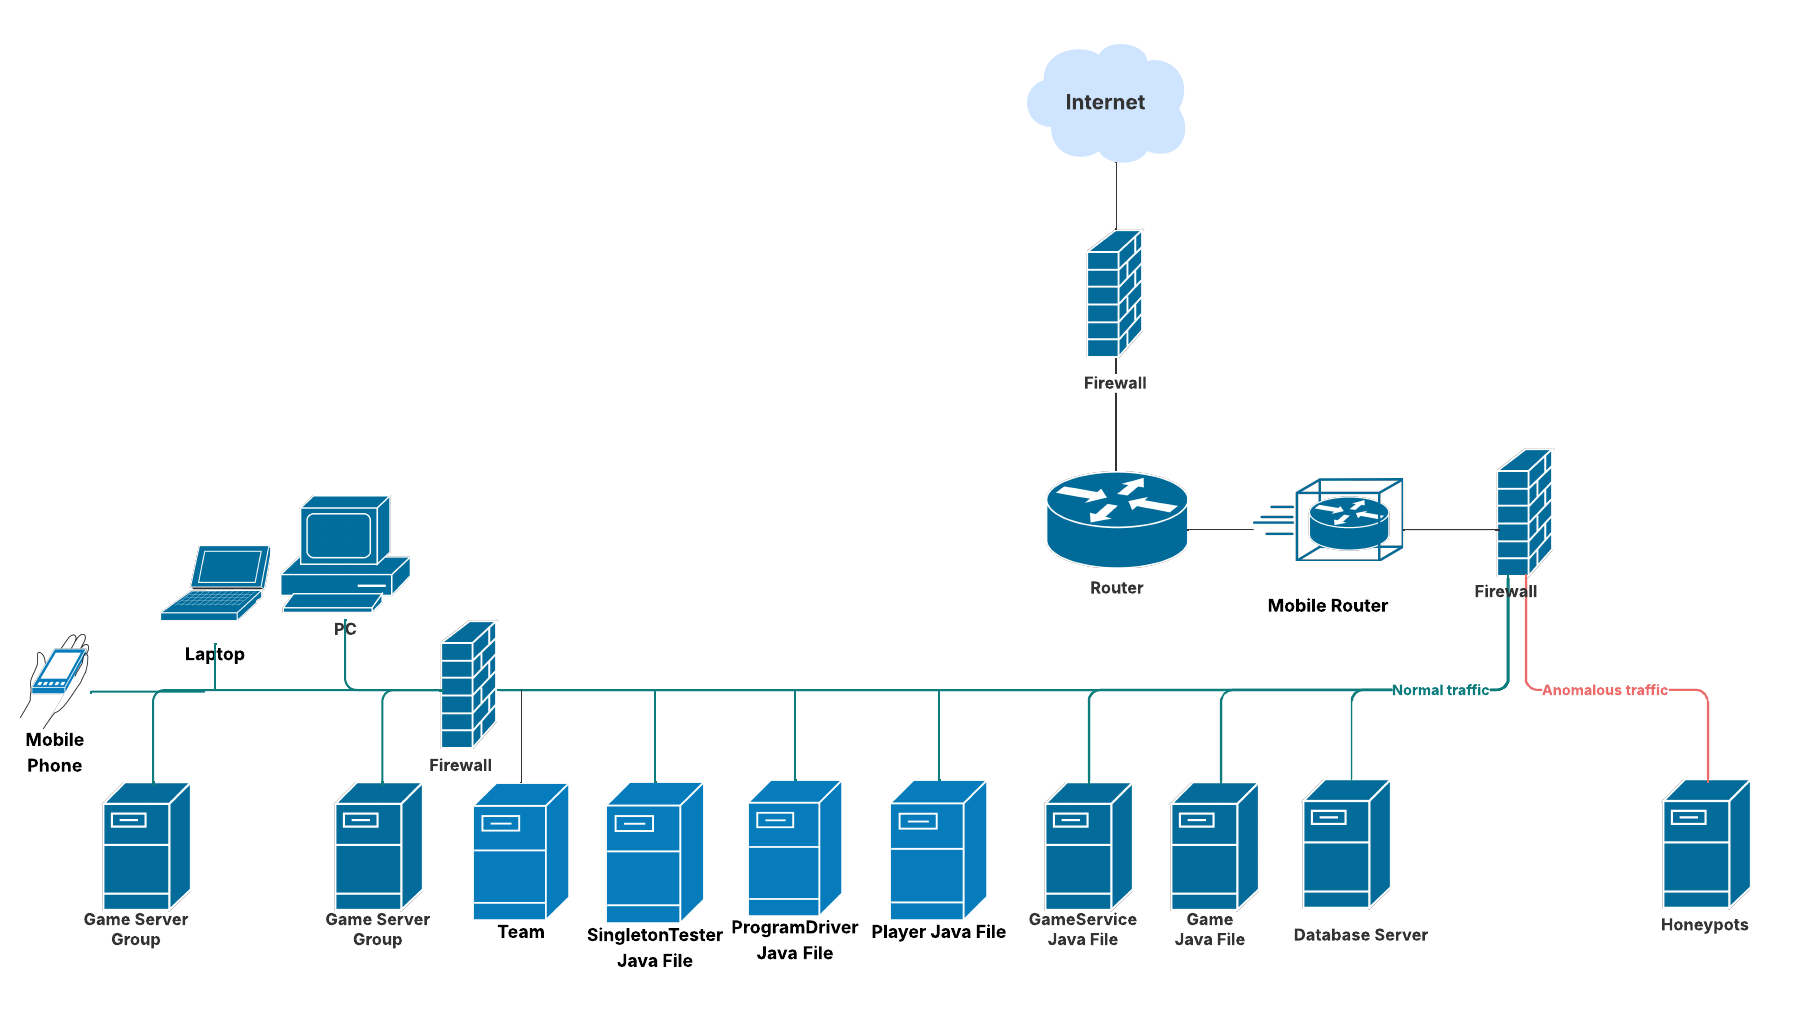 Internet
Firewall
Router
Mobile Router
Firewall
PC
Laptop
Mobile
Phone
Firewall
Normal traffic
Anomalous traffic
Game Server
Group
Game Server
Group
Team
SingletonTester
Java File
ProgramDriver
Java File
Player Java File
GameService
Java File
Game
Java File
Database Server
Honeypots